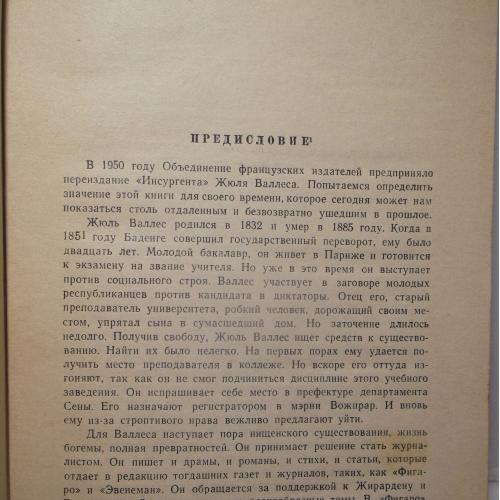 ПРЕДИСЛОВИЕ¹
В 1950 году Объединение французских издателей предприняло
переиздание «Инсургента» Жюля Валлеса. Попытаемся определить
значение этой книги для своего времени, которое сегодня может нам
показаться столь отдаленным и безвозвратно ушедшим в прошлое.
Жюль Валлес родился в 1832 и умер в 1885 году. Когда в
1851 году Баденге совершил государственный переворот, ему было
двадцать лет. Молодой бакалавр, он живет в Париже и готовится
к экзамену на звание учителя. Но уже в это время он выступает
против социального строя. Валлес участвует в заговоре молодых
республиканцев против кандидата в диктаторы. Отец его, старый
преподаватель университета, робкий человек, дорожащий своим ме-
стом, упрятал сына в сумасшедший дом. Но заточение длилось
недолго. Получив свободу, Жюль Валлес ищет средств к существо-
ванию. Найти их было нелегко. На первых порах ему удается по-
лучить место преподавателя в коллеже. Но вскоре его оттуда из-
гоняют, так как он не смог подчиниться дисциплине этого учебного
заведения. Он испрашивает себе место в префектуре департамента
Сены. Его назначают регистратором в мэрии Вожирар. И вновь
ему из-за строптивого нрава вежливо предлагают уйти.
Для Валлеса наступает пора нищенского существования, жизнь
богемы, полная превратностей. Он принимает решение стать журна-
листом. Он пишет и драмы, и романы, и стихи, и статьи, которые
отдает в редакцию тогдашних газет и журналов, таких, как «Фига-
ро» и «Эвенеман». Он обращается за поддержкой к Жирардену и